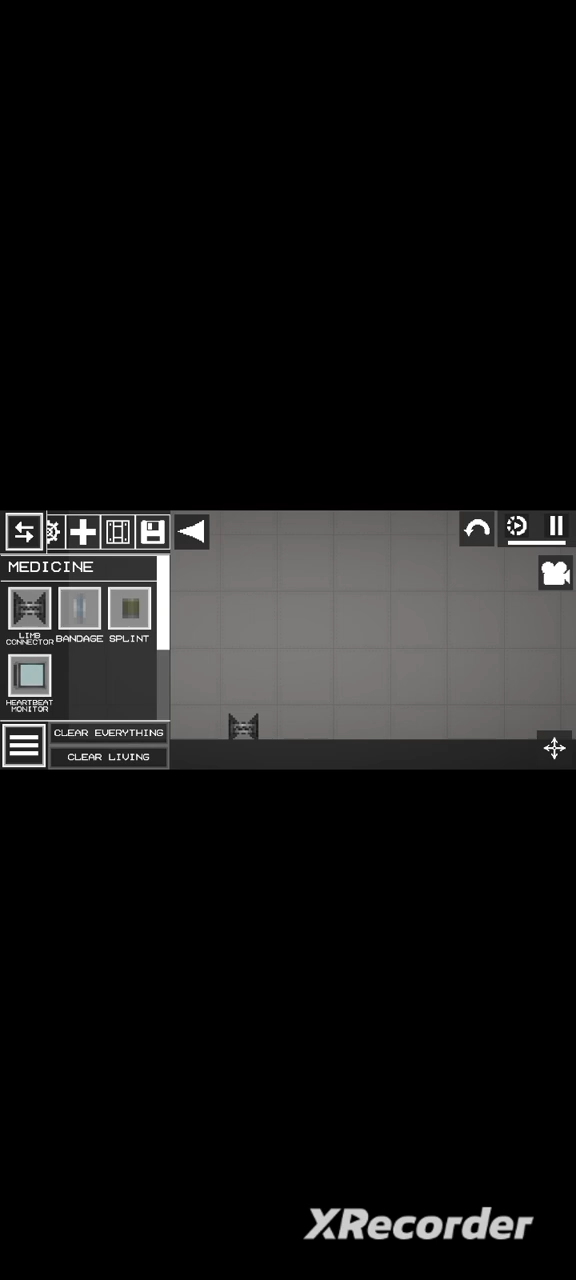 MEDICINE
LIMB
CONNECTOR
BANDAGE
SPLINT
HEARTBEAT
MONITOR
CLEAR EVERYTHING
CLEAR LIVING
XRecorder